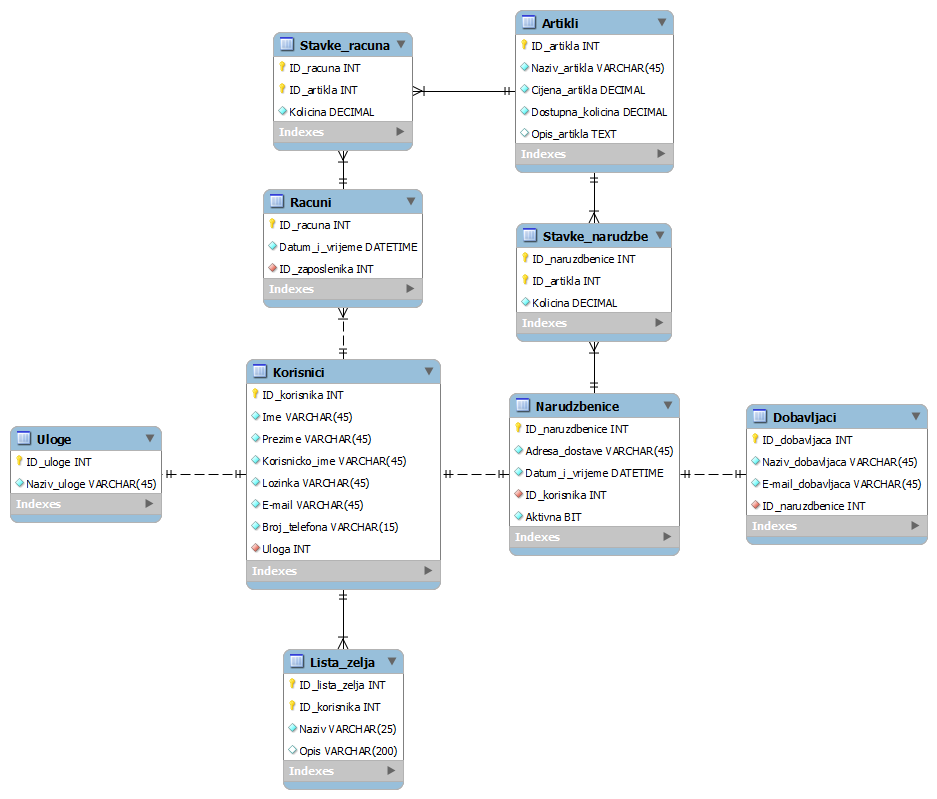 Stavke_racuna
ID_racuna INT
ID_artikla INT
Kolicina DECIMAL
Indexes
Artikli
ID_artikla INT
Naziv_artikla VARCHAR(45)
Cijena_artikla DECIMAL
Dostupna_kolicina DECIMAL
Opis_artikla TEXT
Indexes
Racuni
ID_racuna INT
Datum_i_vrijeme DATETIME
ID_zaposlenika INT
Indexes
Stavke_narudzbe
ID_naruzdbenice INT
ID_artikla INT
Kolicina DECIMAL
Indexes
Korisnici
ID_korisnika INT
Ime VARCHAR(45)
Prezime VARCHAR(45)
Korisnicko_ime VARCHAR(45)
Lozinka VARCHAR(45)
E-mail VARCHAR(45)
Broj_telefona VARCHAR(15)
Uloga INT
Indexes
Narudzbenice
ID_naruzdbenice INT
Adresa_dostave VARCHAR(45)
Datum_i_vrijeme DATETIME
ID_korisnika INT
Aktivna BIT
Indexes
Dobavljaci
ID_dobavljaca INT
Naziv_dobavljaca VARCHAR(45)
E-mail_dobavljaca VARCHAR(45)
ID_naruzdbenice INT
Indexes
Uloge
ID_uloge INT
Naziv_uloge VARCHAR(45)
Indexes
Lista_zelja
ID_lista_zelja INT
ID_korisnika INT
Naziv VARCHAR(25)
Opis VARCHAR(200)
Indexes